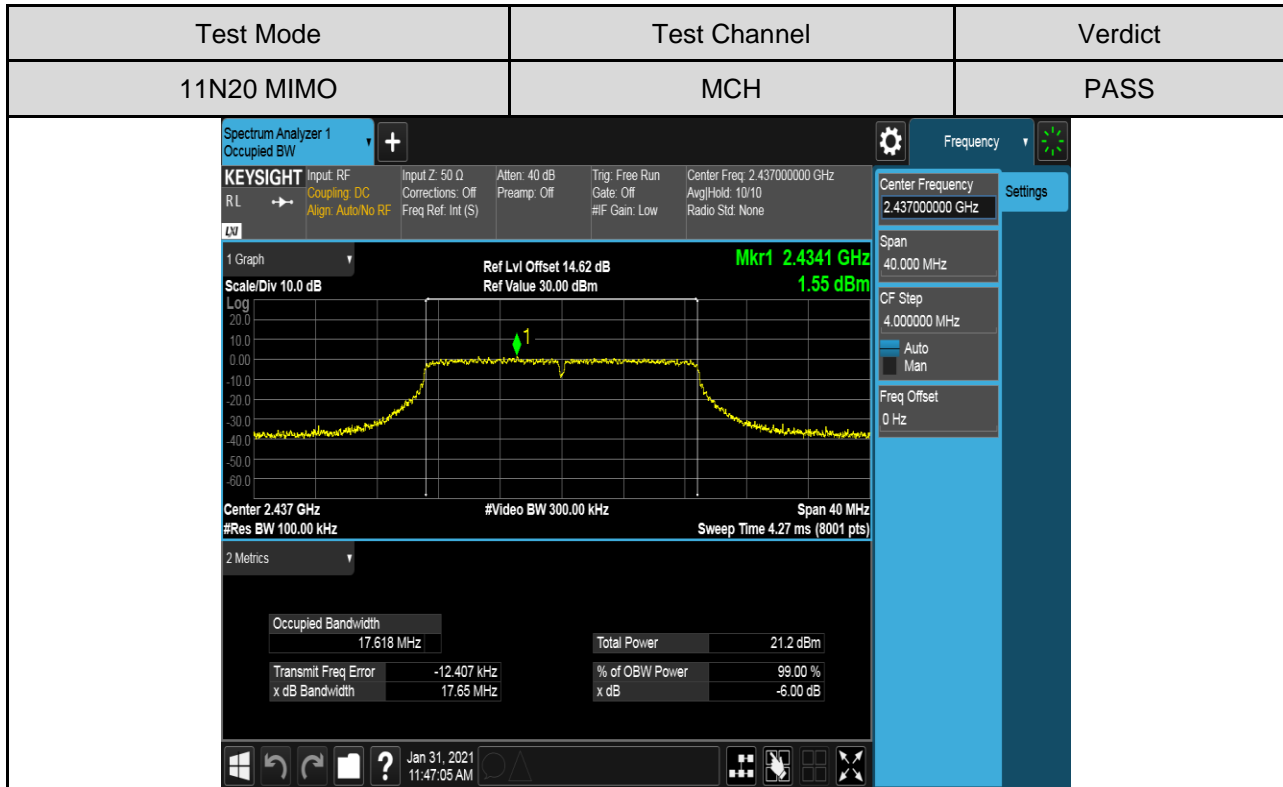 Test Mode Test Channel Verdict
11N20 MIMO MCH PASS
Spectrum Analyzer 1
Occupied BW
+
Frequency
KEYSIGHT Input: RF Input Z: 50 Ω Atten: 40 dB Trig: Free Run Center Freq: 2.437000000 GHz
RL Coupling: DC Corrections: Off Preamp: Off Gate: Off Avg|Hold: 10/10
Align: Auto/No RF Freq Ref: Int (S) #IF Gain: Low Radio Std: None
LXI
Center Frequency
2.437000000 GHz
Settings
Span
40.000 MHz
CF Step
4.000000 MHz
Auto
Man
Freq Offset
0 Hz
1 Graph Ref Lvl Offset 14.62 dB Mkr1 2.4341 GHz
Scale/Div 10.0 dB Ref Value 30.00 dBm 1.55 dBm
Log
20.0
10.0
0.00
-10.0
-20.0
-30.0
-40.0
-50.0
-60.0
1
Center 2.437 GHz #Video BW 300.00 kHz Span 40 MHz
#Res BW 100.00 kHz Sweep Time 4.27 ms (8001 pts)
2 Metrics
Occupied Bandwidth
17.618 MHz Total Power 21.2 dBm
Transmit Freq Error -12.407 kHz % of OBW Power 99.00 %
x dB Bandwidth 17.65 MHz x dB -6.00 dB
? Jan 31, 2021
11:47:05 AM